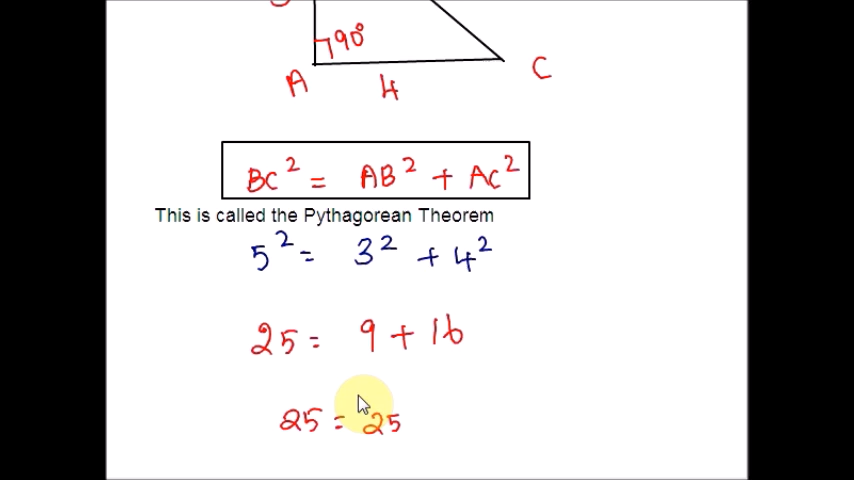 90°
A
4
C
BC² = AB² + AC²
This is called the Pythagorean Theorem
5² = 3² + 4²
25 = 9 + 16
25 = 25